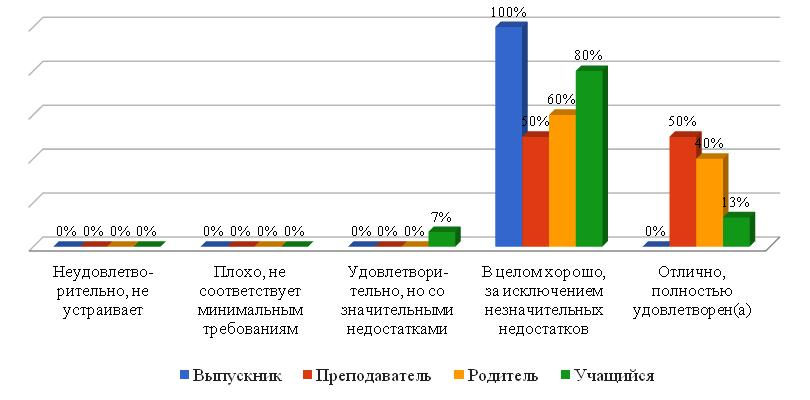 100%
80%
60%
50%
50%
40%
13%
7%
0% 0% 0% 0%
0% 0% 0% 0%
0% 0% 0%
0%
Неудовлетво-
рительно, не
устраивает
Плохо, не
соответствует
минимальным
требованиям
Удовлетвори-
тельно, но со
значительными
недостатками
В целом хорошо,
за исключением
незначительных
недостатков
Отлично,
полностью
удовлетворен(а)
Выпускник Преподаватель Родитель Учащийся